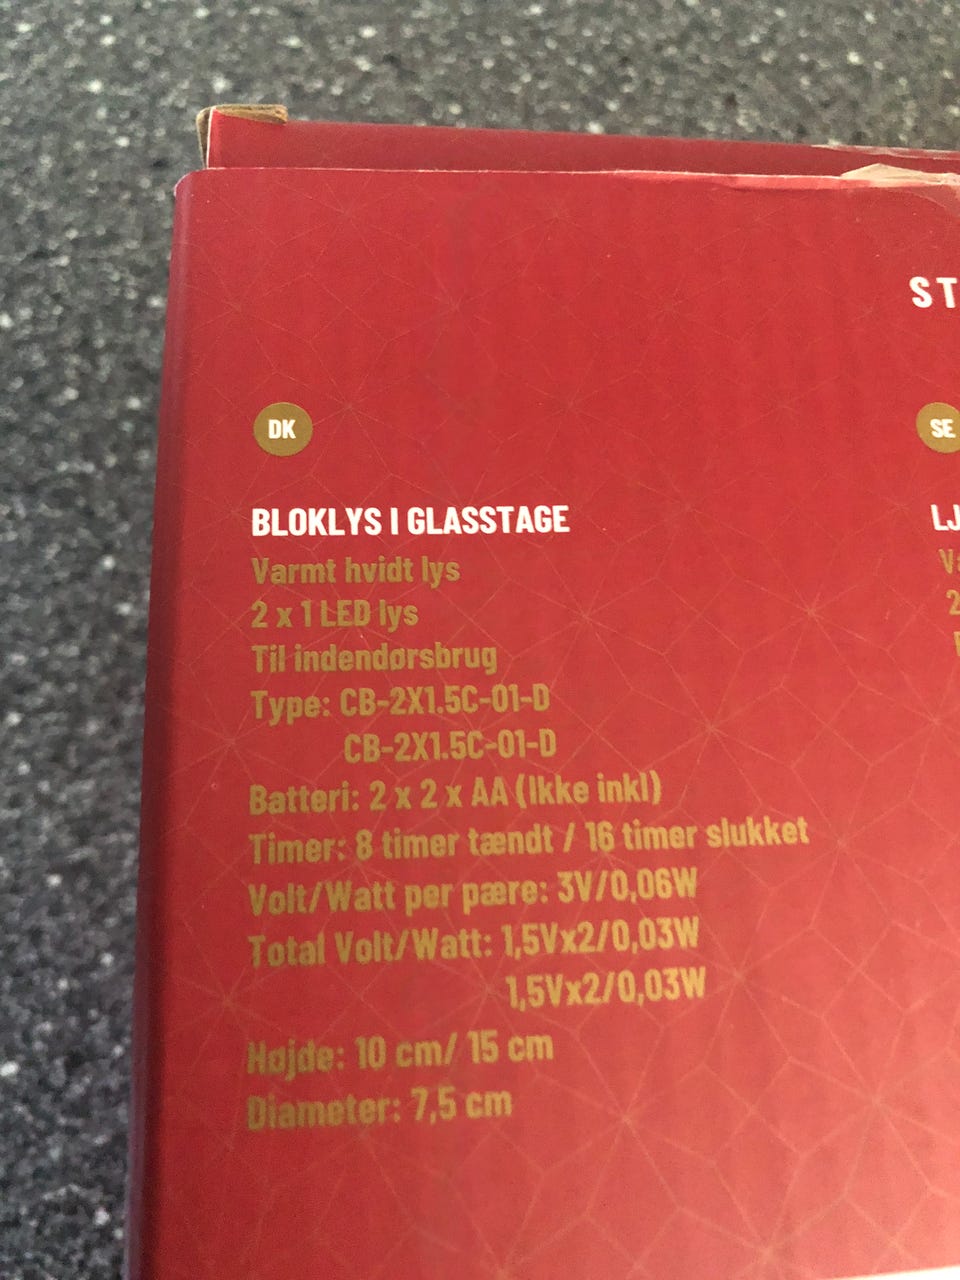 ST
DK
SE
BLOKLYS I GLASSTAGE
Varmt hvidt lys
2 x 1 LED lys
Til indendørsbrug
Type: CB-2X1.5C-01-D
CB-2X1.5C-01-D
Batteri: 2 x 2 x AA (Ikke inkl)
Timer: 8 timer tændt / 16 timer slukket
Volt/Watt per pære: 3V/0,06W
Total Volt/Watt: 1,5Vx2/0,03W
1,5Vx2/0,03W
Højde: 10 cm/ 15 cm
Diameter: 7,5 cm
LJ
2